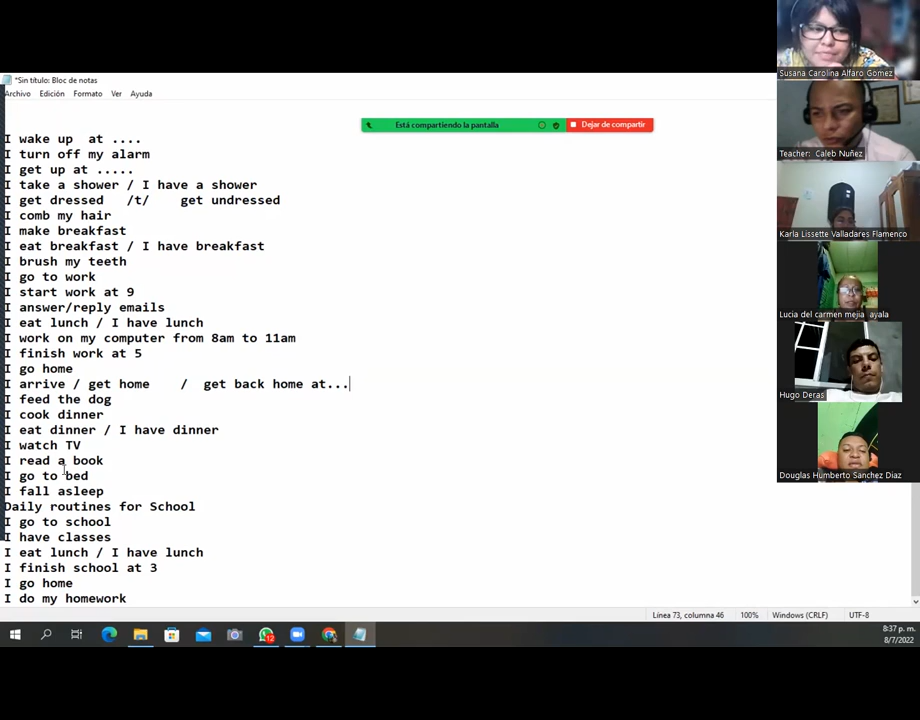 *Sin título: Bloc de notas
Archivo Edición Formato Ver Ayuda
Está compartiendo la pantalla Dejar de compartir
I wake up at ....
I turn off my alarm
I get up at .....
I take a shower / I have a shower
I get dressed /t/ get undressed
I comb my hair
I make breakfast
I eat breakfast / I have breakfast
I brush my teeth
I go to work
I start work at 9
I answer/reply emails
I eat lunch / I have lunch
I work on my computer from 8am to 11am
I finish work at 5
I go home
I arrive / get home / get back home at...
I feed the dog
I cook dinner
I eat dinner / I have dinner
I watch TV
I read a book
I go to bed
I fall asleep
Daily routines for School
I go to school
I have classes
I eat lunch / I have lunch
I finish school at 3
I go home
I do my homework
Línea 73, columna 46 100% Windows (CRLF) UTF-8
12
8:37 p. m.
8/7/2022
Susana Carolina Alfaro Gomez
Teacher: Caleb Nuñez
Karla Lissette Valladares Flamenco
Lucia del carmen mejia ayala
Hugo Deras
Douglas Humberto Sanchez Diaz